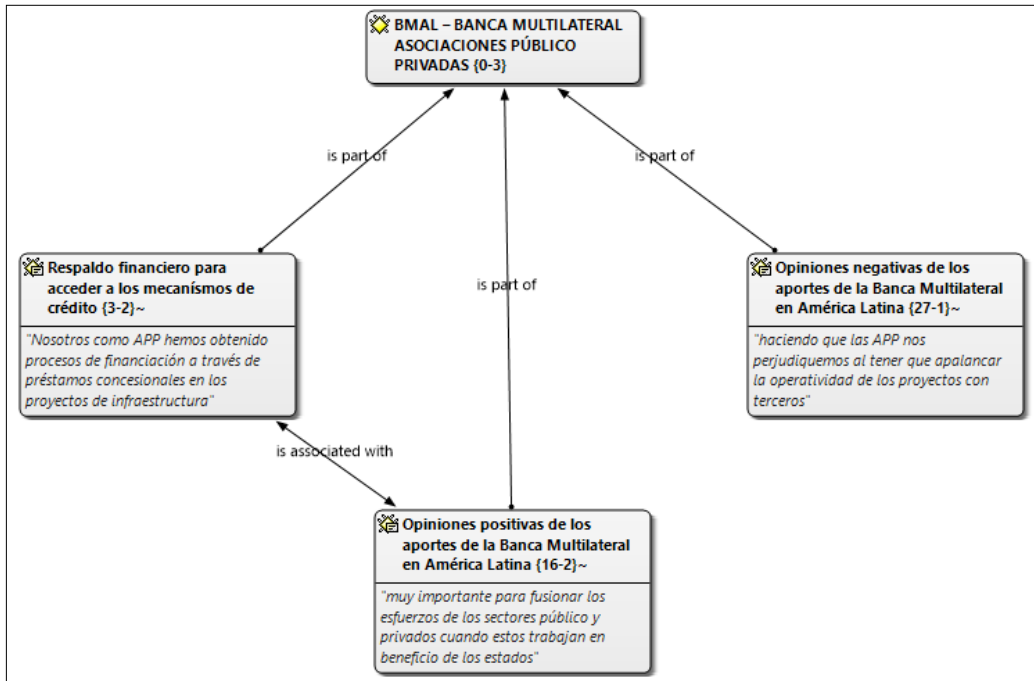 BMAL – BANCA MULTILATERAL
ASOCIACIONES PÚBLICO
PRIVADAS {0-3}
is part of
is part of
is part of
Respaldo financiero para
acceder a los mecanísmos de
crédito {3-2}~
"Nosotros como APP hemos obtenido
procesos de financiación a través de
préstamos concesionales en los
proyectos de infraestructura"
Opiniones negativas de los
aportes de la Banca Multilateral
en América Latina {27-1}~
"haciendo que las APP nos
perjudiquemos al tener que apalancar
la operatividad de los proyectos con
terceros"
is associated with
Opiniones positivas de los
aportes de la Banca Multilateral
en América Latina {16-2}~
"muy importante para fusionar los
esfuerzos de los sectores público y
privados cuando estos trabajan en
beneficio de los estados"